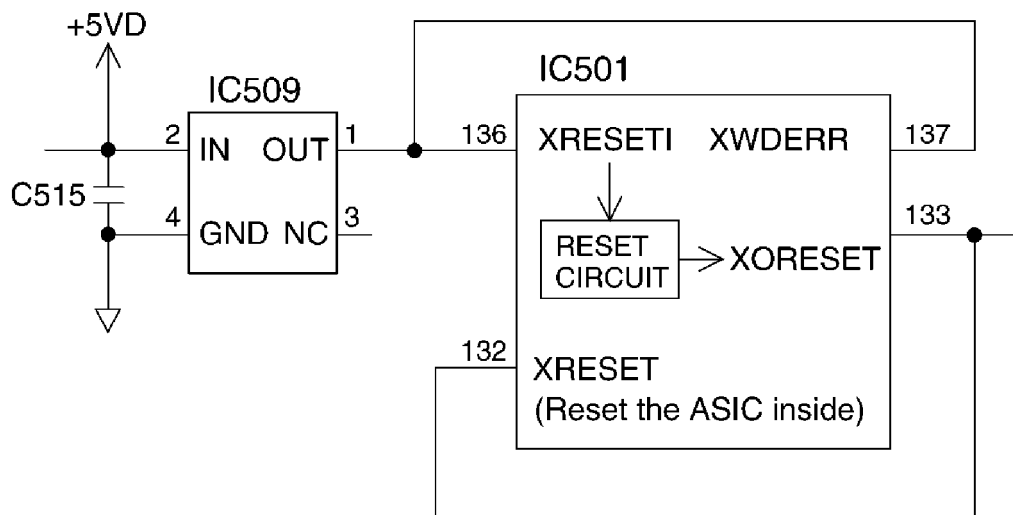 +5VD
IC509
IC501
2
IN
OUT
1
136
XRESETI
XWDERR
137
C515
4
GND
NC
3
133
RESET
CIRCUIT
XORESET
132
XRESET
(Reset the ASIC inside)